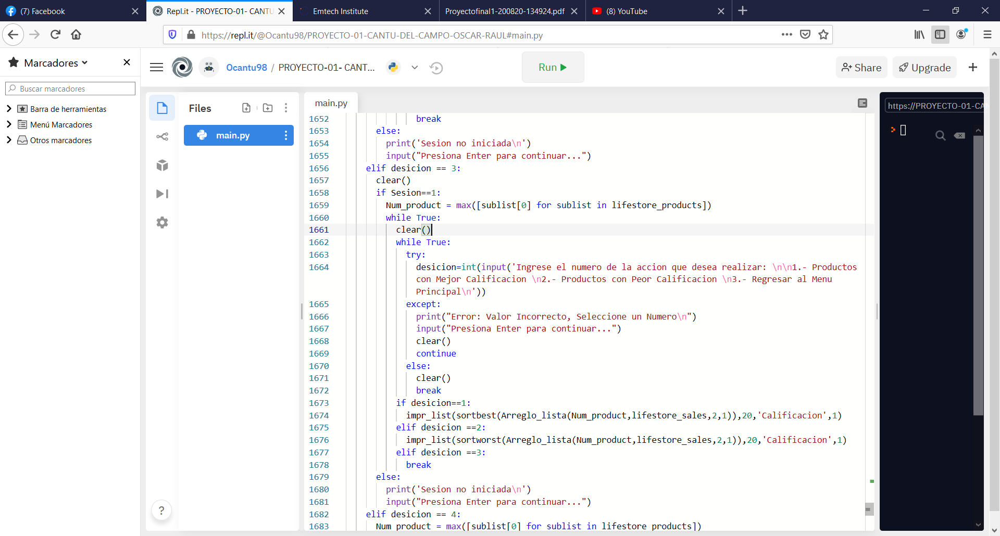 (7) Facebook
Repl.it - PROYECTO-01- CANTU
Emtech Institute
Proyectofinal1-200820-134924.pdf
(8) YouTube
https://repl.it/@Ocantu98/PROYECTO-01-CANTU-DEL-CAMPO-OSCAR-RAUL#main.py
Marcadores
Buscar marcadores
Barra de herramientas
Menú Marcadores
Otros marcadores
Ocantu98 / PROYECTO-01- CANT...
Run
Share
Upgrade
Files
main.py
main.py
https://PROYECTO-01-CA
1652 break
1653 else:
1654 print('Sesion no iniciada\n')
1655 input("Presiona Enter para continuar...")
1656 elif desicion == 3:
1657 clear()
1658 if Sesion==1:
1659 Num_product = max([sublist[0] for sublist in lifestore_products])
1660 while True:
1661 clear()
1662 while True:
1663 try:
1664 desicion=int(input('Ingrese el numero de la accion que desea realizar: \n\n1.- Productos
con Mejor Calificacion \n2.- Productos con Peor Calificacion \n3.- Regresar al Menu
Principal\n'))
1665 except:
1666 print("Error: Valor Incorrecto, Seleccione un Numero\n")
1667 input("Presiona Enter para continuar...")
1668 clear()
1669 continue
1670 else:
1671 clear()
1672 break
1673 if desicion==1:
1674 impr_list(sortbest(Arreglo_lista(Num_product,lifestore_sales,2,1)),20,'Calificacion',1)
1675 elif desicion ==2:
1676 impr_list(sortworst(Arreglo_lista(Num_product,lifestore_sales,2,1)),20,'Calificacion',1)
1677 elif desicion ==3:
1678 break
1679 else:
1680 print('Sesion no iniciada\n')
1681 input("Presiona Enter para continuar...")
1682 elif desicion == 4:
1683 Num_product = max([sublist[0] for sublist in lifestore_products])